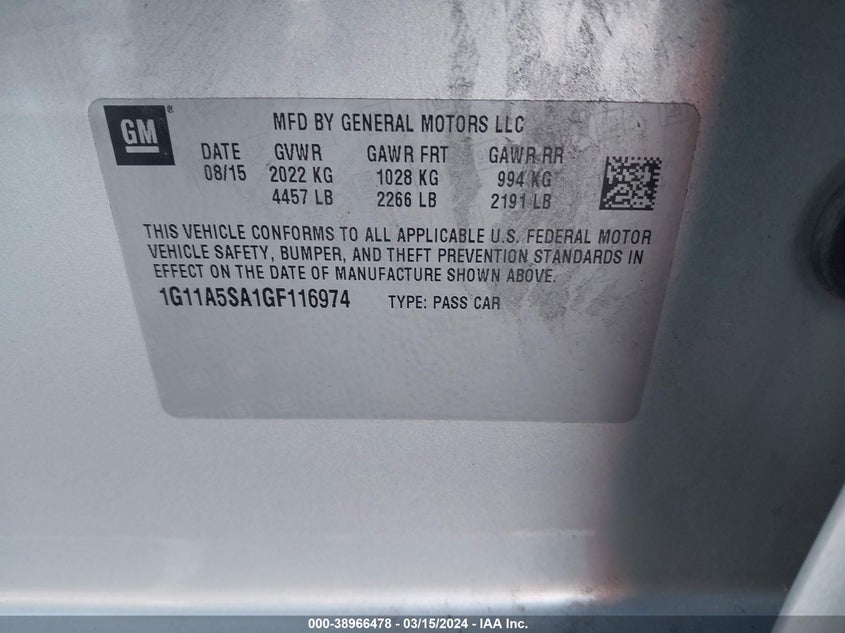 GM®
MFD BY GENERAL MOTORS LLC
DATE GVWR GAWR FRT GAWR RR
08/15 2022 KG 1028 KG 994 KG
4457 LB 2266 LB 2191 LB
THIS VEHICLE CONFORMS TO ALL APPLICABLE U.S. FEDERAL MOTOR
VEHICLE SAFETY, BUMPER, AND THEFT PREVENTION STANDARDS IN
EFFECT ON THE DATE OF MANUFACTURE SHOWN ABOVE.
1G11A5SA1GF116974 TYPE: PASS CAR
000-38966478 - 03/15/2024 - IAA Inc.